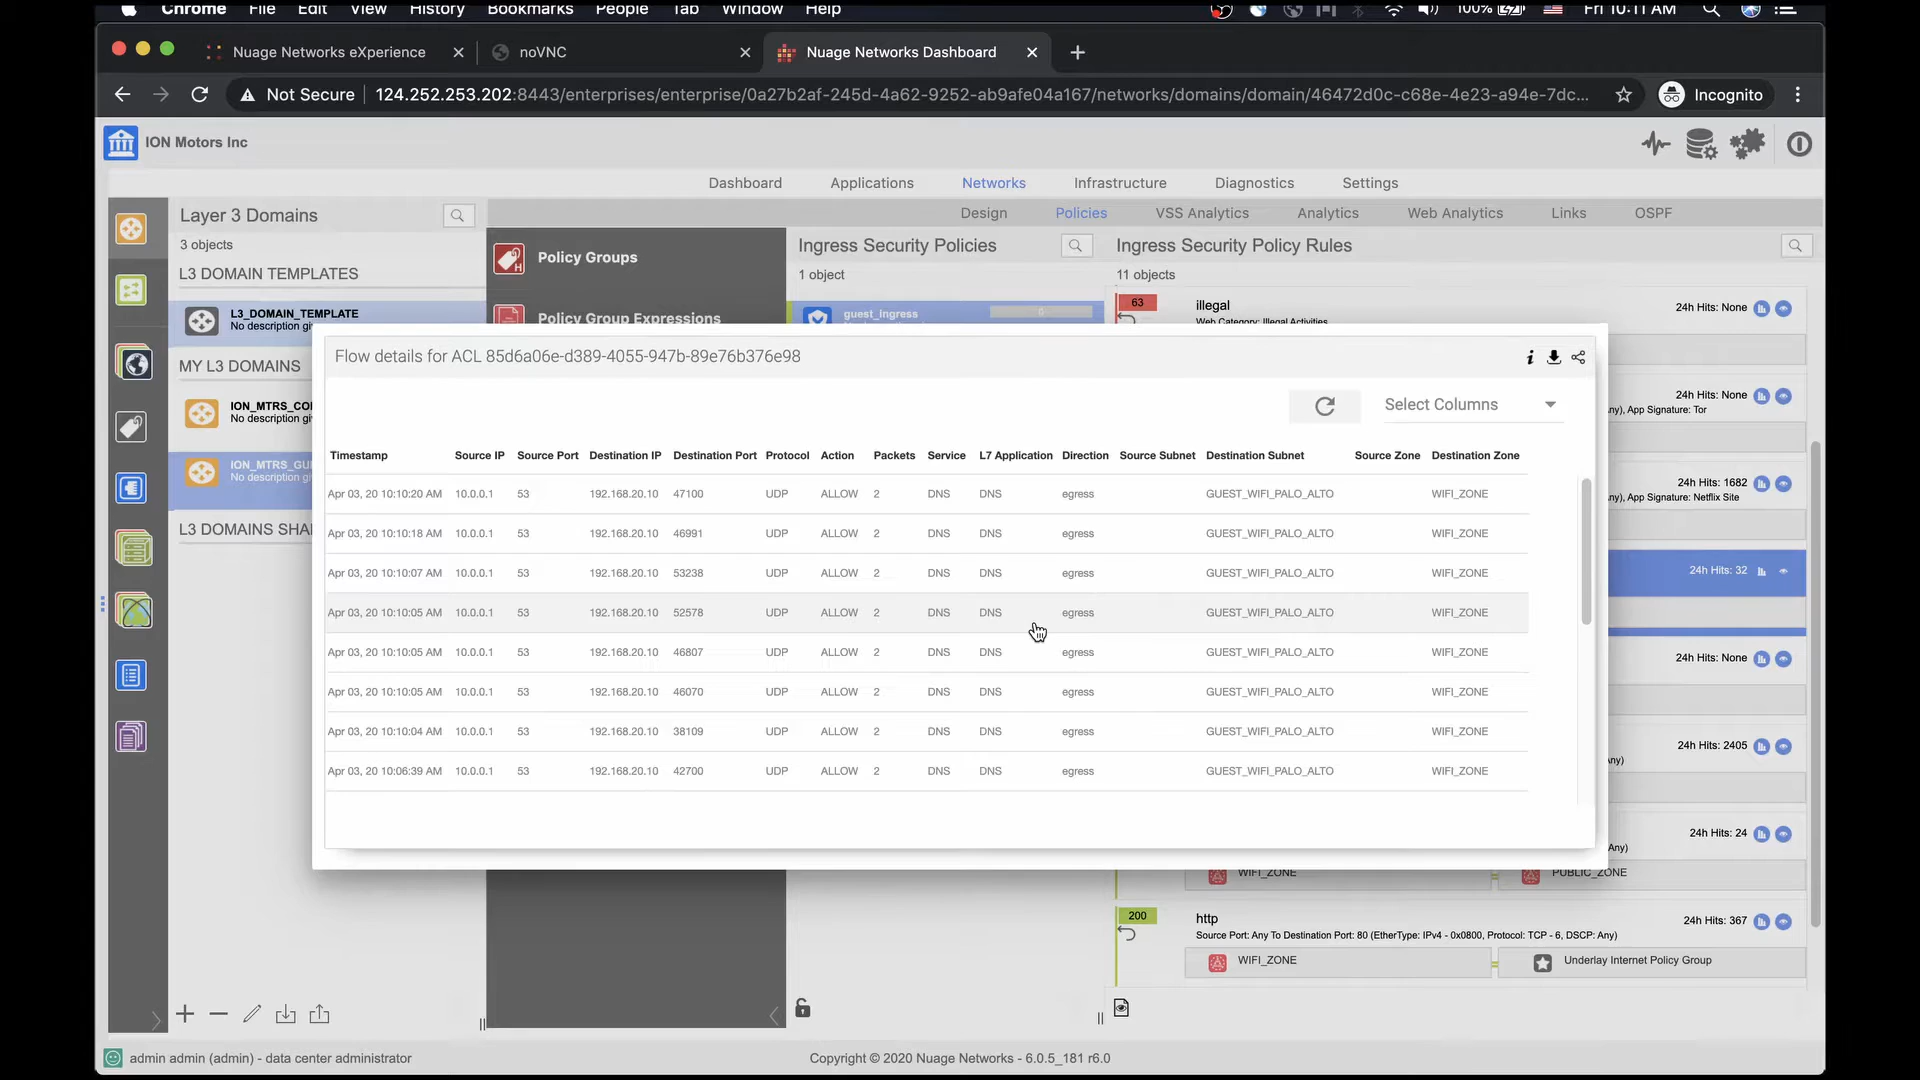 Chrome File Edit View History Bookmarks People Tab Window Help 100% Fri 10:11 AM
Nuage Networks eXperience noVNC Nuage Networks Dashboard
Not Secure 124.252.253.202:8443/enterprises/enterprise/0a27b2af-245d-4a62-9252-ab9afe04a167/networks/domains/domain/46472d0c-c68e-4e23-a94e-7dc... Incognito
ION Motors Inc
Dashboard Applications Networks Infrastructure Diagnostics Settings
Design Policies VSS Analytics Analytics Web Analytics Links OSPF
Layer 3 Domains
3 objects
L3 DOMAIN TEMPLATES
L3_DOMAIN_TEMPLATE
No description giv
MY L3 DOMAINS
ION_MTRS_CO
No description giv
ION_MTRS_GU
No description giv
L3 DOMAINS SHA
Policy Groups
Policy Group Expressions
Ingress Security Policies
1 object
guest_ingress 0
Ingress Security Policy Rules
11 objects
63 illegal 24h Hits: None
Web Category: Illegal Activities
24h Hits: None
ny), App Signature: Tor
24h Hits: 1682
ny), App Signature: Netflix Site
24h Hits: 32
24h Hits: None
24h Hits: 2405
ny)
24h Hits: 24
Any)
WIFI_ZONE PUBLIC_ZONE
200 http 24h Hits: 367
Source Port: Any To Destination Port: 80 (EtherType: IPv4 - 0x0800, Protocol: TCP - 6, DSCP: Any)
WIFI_ZONE Underlay Internet Policy Group
Flow details for ACL 85d6a06e-d389-4055-947b-89e76b376e98
Select Columns
Timestamp Source IP Source Port Destination IP Destination Port Protocol Action Packets Service L7 Application Direction Source Subnet Destination Subnet Source Zone Destination Zone
Apr 03, 20 10:10:20 AM 10.0.0.1 53 192.168.20.10 47100 UDP ALLOW 2 DNS DNS egress GUEST_WIFI_PALO_ALTO WIFI_ZONE
Apr 03, 20 10:10:18 AM 10.0.0.1 53 192.168.20.10 46991 UDP ALLOW 2 DNS DNS egress GUEST_WIFI_PALO_ALTO WIFI_ZONE
Apr 03, 20 10:10:07 AM 10.0.0.1 53 192.168.20.10 53238 UDP ALLOW 2 DNS DNS egress GUEST_WIFI_PALO_ALTO WIFI_ZONE
Apr 03, 20 10:10:05 AM 10.0.0.1 53 192.168.20.10 52578 UDP ALLOW 2 DNS DNS egress GUEST_WIFI_PALO_ALTO WIFI_ZONE
Apr 03, 20 10:10:05 AM 10.0.0.1 53 192.168.20.10 46807 UDP ALLOW 2 DNS DNS egress GUEST_WIFI_PALO_ALTO WIFI_ZONE
Apr 03, 20 10:10:05 AM 10.0.0.1 53 192.168.20.10 46070 UDP ALLOW 2 DNS DNS egress GUEST_WIFI_PALO_ALTO WIFI_ZONE
Apr 03, 20 10:10:04 AM 10.0.0.1 53 192.168.20.10 38109 UDP ALLOW 2 DNS DNS egress GUEST_WIFI_PALO_ALTO WIFI_ZONE
Apr 03, 20 10:06:39 AM 10.0.0.1 53 192.168.20.10 42700 UDP ALLOW 2 DNS DNS egress GUEST_WIFI_PALO_ALTO WIFI_ZONE
admin admin (admin) - data center administrator
Copyright © 2020 Nuage Networks - 6.0.5_181 r6.0